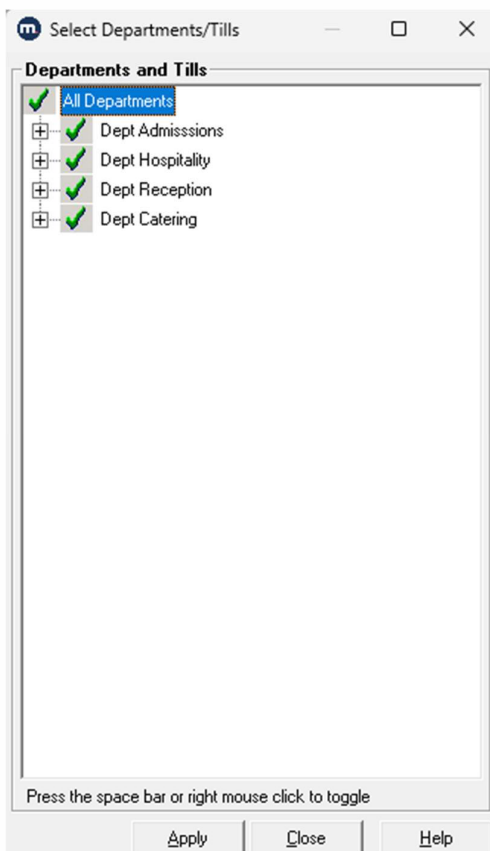 Select Departments/Tills
Departments and Tills
All Departments
Dept Admisssions
Dept Hospitality
Dept Reception
Dept Catering
Press the space bar or right mouse click to toggle
Apply Close Help